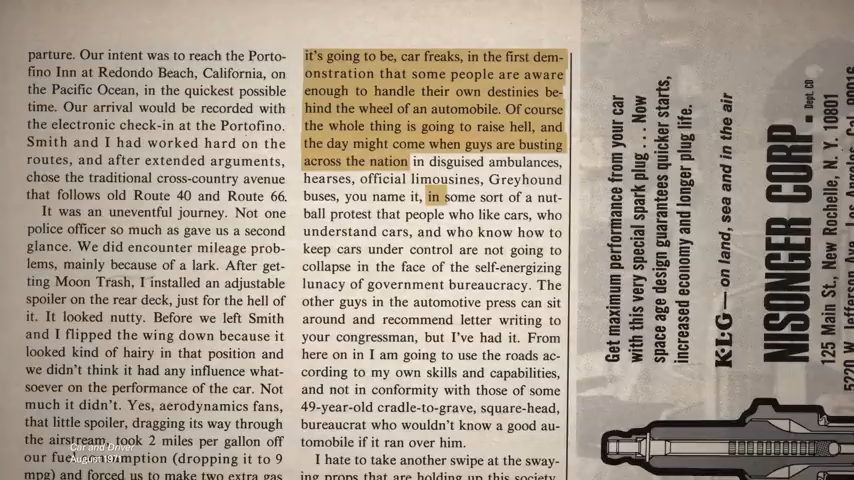 parture. Our intent was to reach the Porto-
fino Inn at Redondo Beach, California, on
the Pacific Ocean, in the quickest possible
time. Our arrival would be recorded with
the electronic check-in at the Portofino.
Smith and I had worked hard on the
routes, and after extended arguments,
chose the traditional cross-country avenue
that follows old Route 40 and Route 66.
It was an uneventful journey. Not one
police officer so much as gave us a second
glance. We did encounter mileage prob-
lems, mainly because of a lark. After get-
ting Moon Trash, I installed an adjustable
spoiler on the rear deck, just for the hell of
it. It looked nutty. Before we left Smith
and I flipped the wing down because it
looked kind of hairy in that position and
we didn't think it had any influence what-
soever on the performance of the car. Not
much it didn't. Yes, aerodynamics fans,
that little spoiler, dragging its way through
the airstream, took 2 miles per gallon off
our fuel consumption (dropping it to 9
mpg) and forced us to make two extra gas
it's going to be, car freaks, in the first dem-
onstration that some people are aware
enough to handle their own destinies be-
hind the wheel of an automobile. Of course
the whole thing is going to raise hell, and
the day might come when guys are busting
across the nation in disguised ambulances,
hearses, official limousines, Greyhound
buses, you name it, in some sort of a nut-
ball protest that people who like cars, who
understand cars, and who know how to
keep cars under control are not going to
collapse in the face of the self-energizing
lunacy of government bureaucracy. The
other guys in the automotive press can sit
around and recommend letter writing to
your congressman, but I've had it. From
here on in I am going to use the roads ac-
cording to my own skills and capabilities,
and not in conformity with those of some
49-year-old cradle-to-grave, square-head,
bureaucrat who wouldn't know a good au-
tomobile if it ran over him.
I hate to take another swipe at the sway-
ing props that are holding up this society,
Get maximum performance from your car
with this very special spark plug . . . Now
space age design guarantees quicker starts,
increased economy and longer plug life.
K·L·G—on land, sea and in the air
NISONGER CORP. Dept. CD
125 Main St., New Rochelle, N. Y. 10801
Jefferson Ave., Los Angeles, Cal. 90016
Car and Driver
August 1971